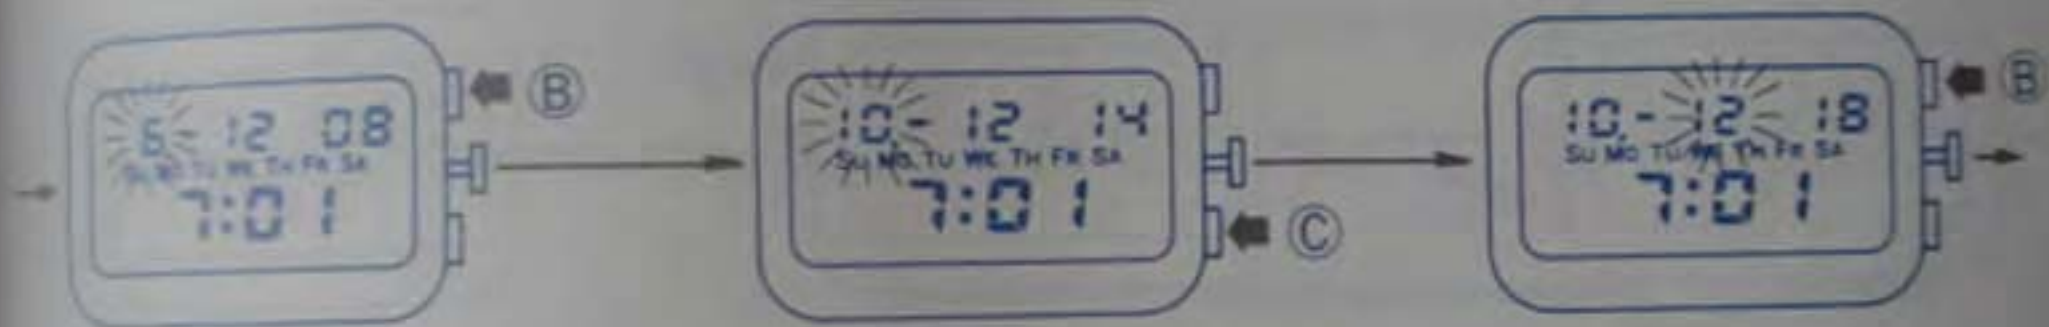 6 - 12 08
SU MO TU WE TH FR SA
7:01
B
10 - 12 14
SU MO TU WE TH FR SA
7:01
C
10 - 12 18
SU MO TU WE TH FR SA
7:01
B